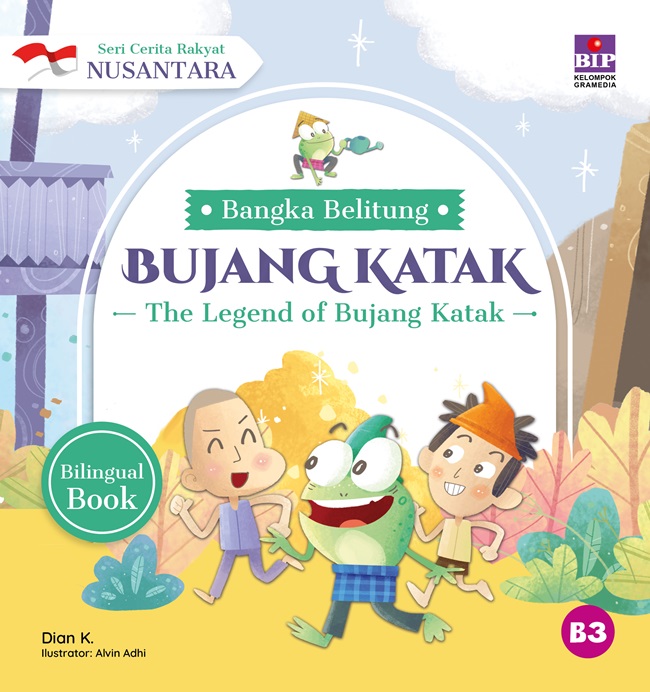 Seri Cerita Rakyat
NUSANTARA
BIP
KELOMPOK
GRAMEDIA
• Bangka Belitung •
BUJANG KATAK
The Legend of Bujang Katak
Bilingual
Book
Dian K.
Ilustrator: Alvin Adhi
B3